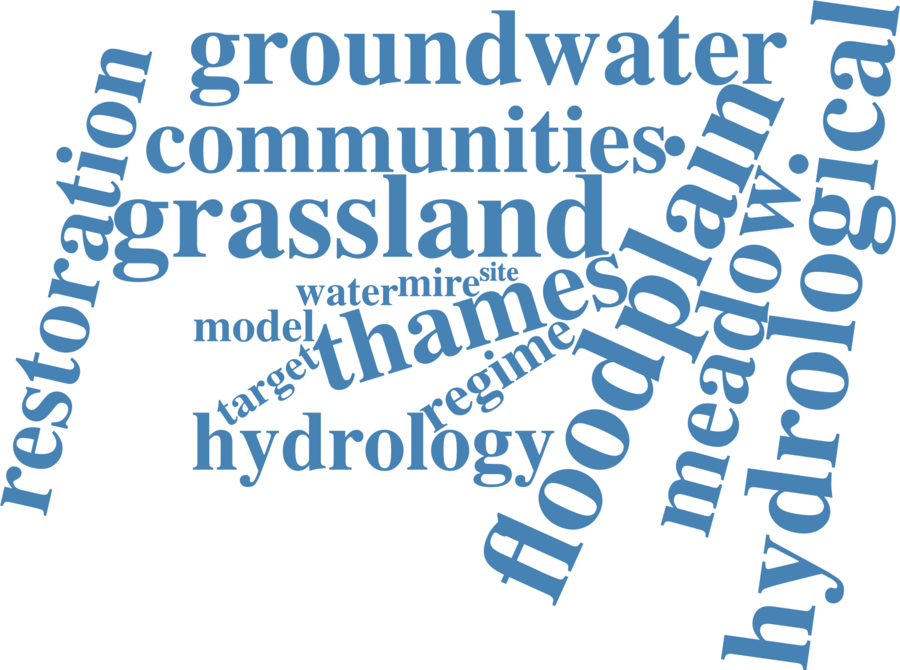 groundwater
communities•
grassland
restoration
water
mire
site
model
thames
target
regime
hydrology
floodplain
meadow.
hydrological